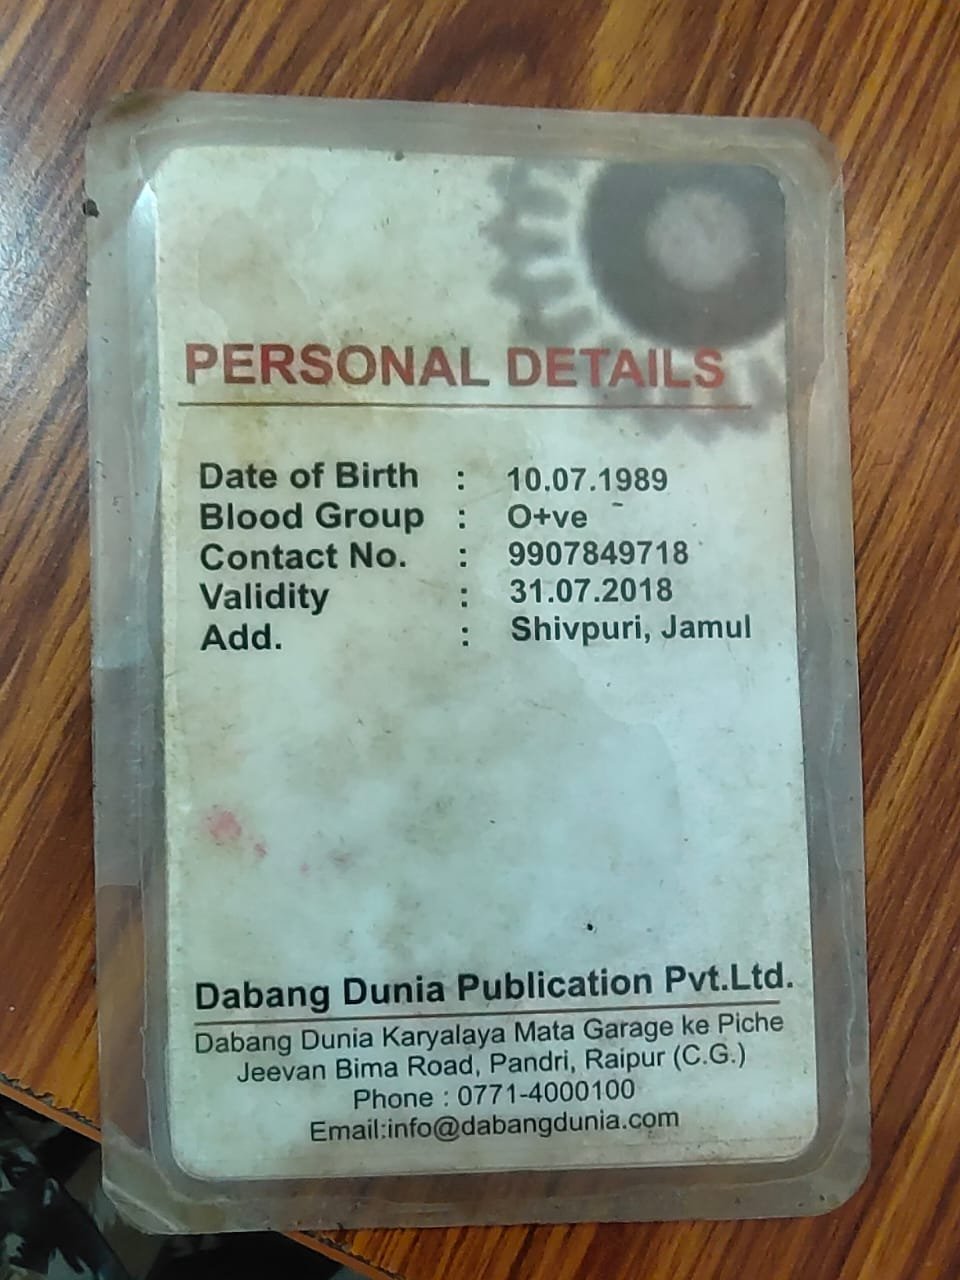 PERSONAL DETAILS
Date of Birth : 10.07.1989
Blood Group : O+ve
Contact No. : 9907849718
Validity : 31.07.2018
Add. : Shivpuri, Jamul
Dabang Dunia Publication Pvt.Ltd.
Dabang Dunia Karyalaya Mata Garage ke Piche
Jeevan Bima Road, Pandri, Raipur (C.G.)
Phone : 0771-4000100
Email:info@dabangdunia.com